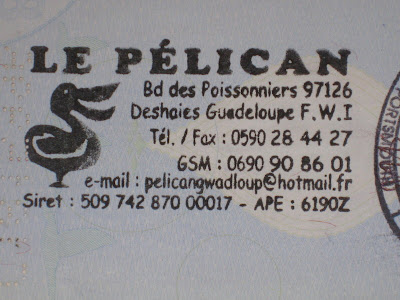 LE PÉLICAN
Bd des Poissonniers 97126
Deshaies Guadeloupe F.W.I
Tél. / Fax : 0590 28 44 27
GSM : 0690 90 86 01
e-mail : pelicangwadloup@hotmail.fr
Siret : 509 742 870 00017 - APE : 6190Z